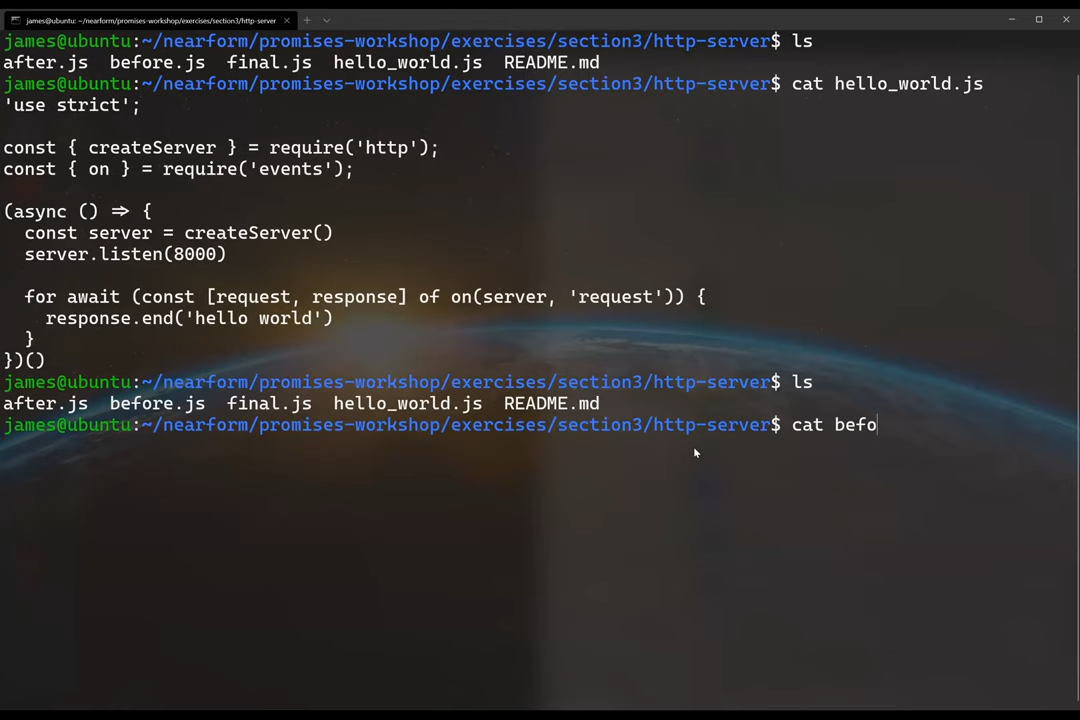 james@ubuntu: ~/nearform/promises-workshop/exercises/section3/http-server
james@ubuntu:~/nearform/promises-workshop/exercises/section3/http-server$ ls
after.js  before.js  final.js  hello_world.js  README.md
james@ubuntu:~/nearform/promises-workshop/exercises/section3/http-server$ cat hello_world.js
'use strict';
const { createServer } = require('http');
const { on } = require('events');
(async () => {
  const server = createServer()
  server.listen(8000)
  for await (const [request, response] of on(server, 'request')) {
    response.end('hello world')
  }
})()
james@ubuntu:~/nearform/promises-workshop/exercises/section3/http-server$ ls
after.js  before.js  final.js  hello_world.js  README.md
james@ubuntu:~/nearform/promises-workshop/exercises/section3/http-server$ cat befo